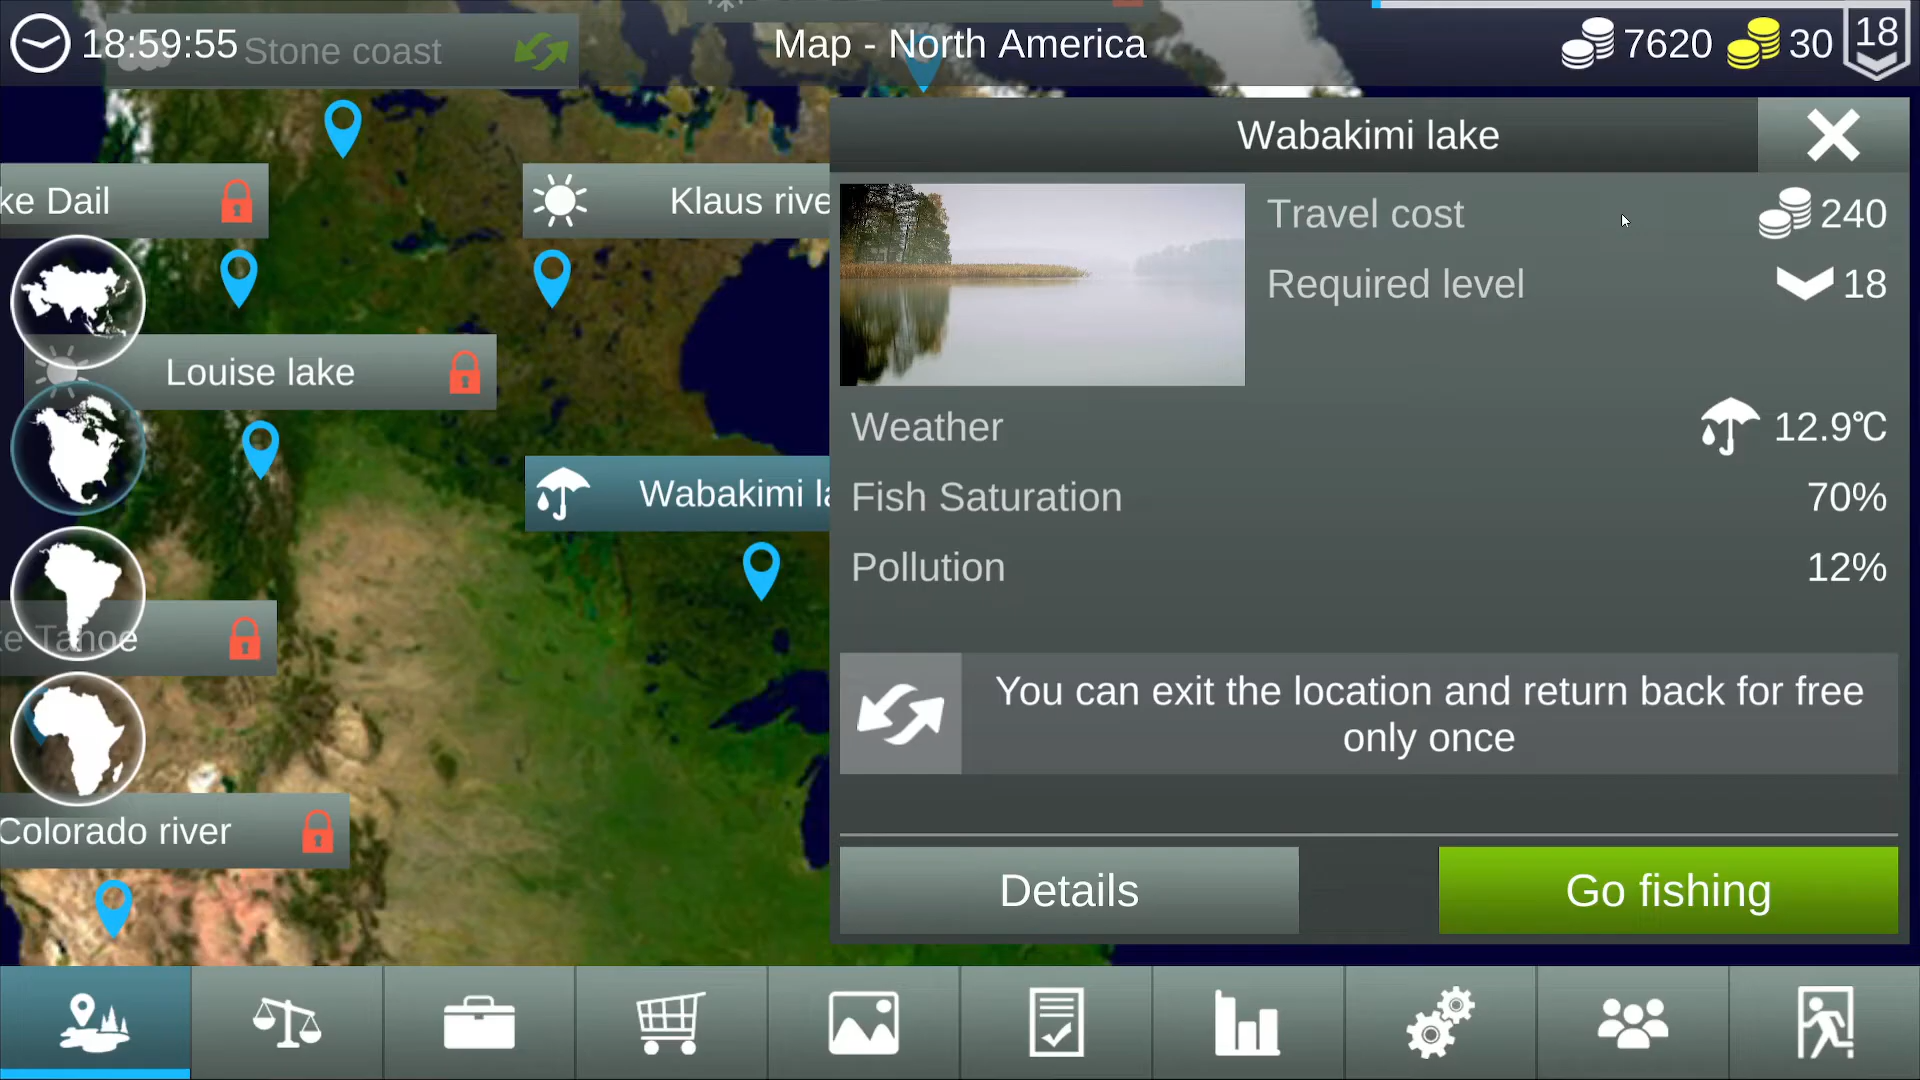 18:59:55
Stone coast
Map - North America
7620
30
18
Wabakimi lake
ke Dail
Klaus rive
Travel cost
240
Required level
18
Louise lake
Weather
12.9℃
Wabakimi la
Fish Saturation
70%
Pollution
12%
ke Tahoe
You can exit the location and return back for free
only once
Colorado river
Details
Go fishing